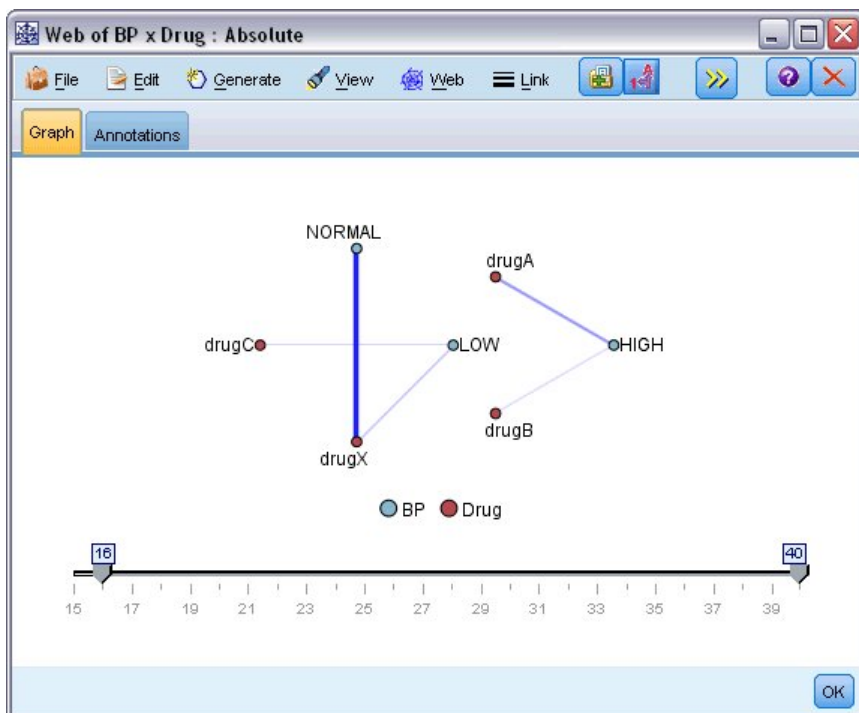 Web of BP x Drug : Absolute
File Edit Generate View Web Link
Graph Annotations
NORMAL
drugA
drugC
LOW
HIGH
drugB
drugX
BP Drug
16 40
15 17 19 21 23 25 27 29 31 33 35 37 39
OK